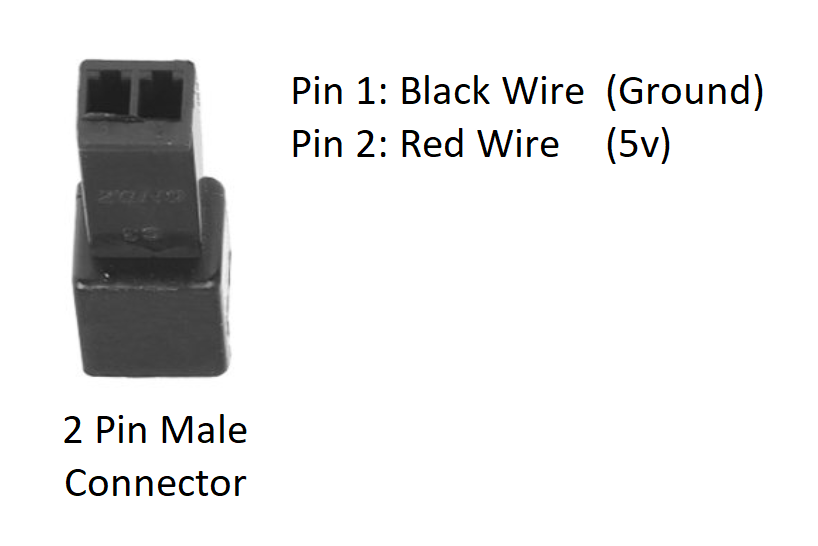 Pin 1: Black Wire (Ground)
Pin 2: Red Wire (5v)
2 Pin Male
Connector